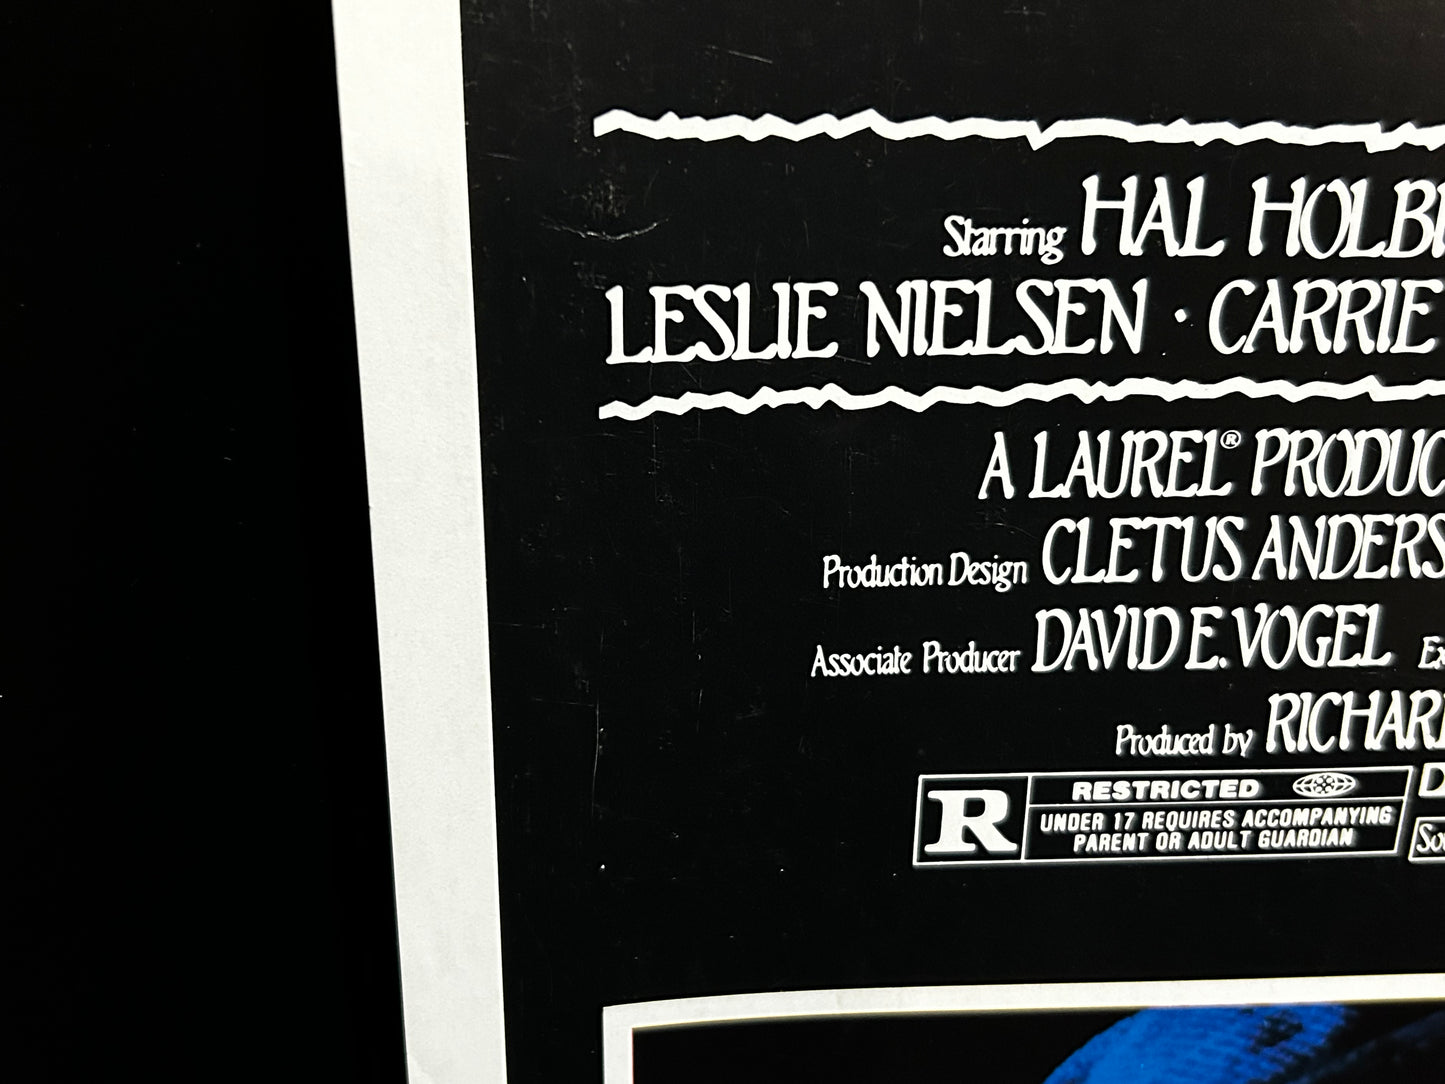 Starring HAL HOLB
LESLIE NIELSEN · CARRIE
A LAUREL® PRODUC
Production Design CLETUS ANDERS
Associate Producer DAVID E. VOGEL Ex
Produced by RICHAR
R RESTRICTED
UNDER 17 REQUIRES ACCOMPANYING
PARENT OR ADULT GUARDIAN